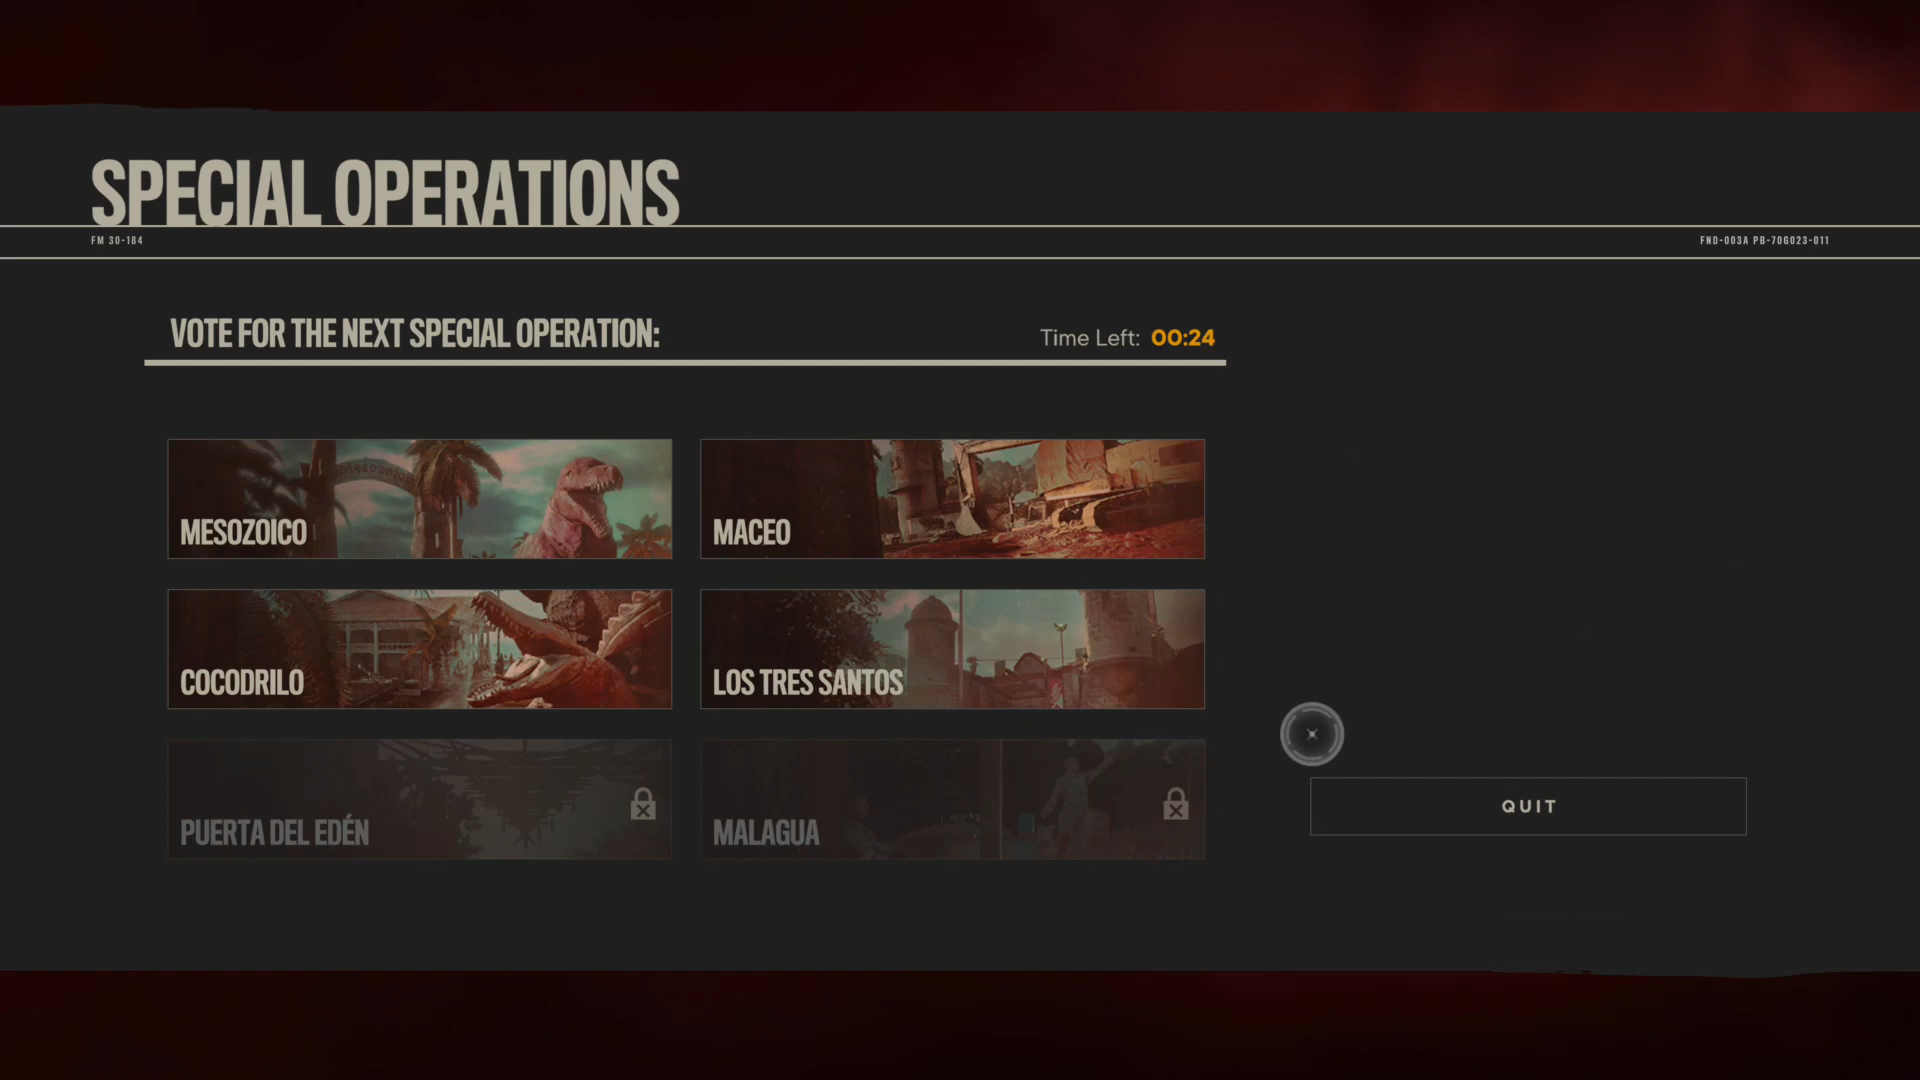 SPECIAL OPERATIONS
FM 30-184
FND-003A PB-70G023-011
VOTE FOR THE NEXT SPECIAL OPERATION:
Time Left: 00:24
Mesozoico
MESOZOICO
MACEO
COCODRILO
LOS TRES SANTOS
PUERTA DEL EDÉN
MALAGUA
QUIT